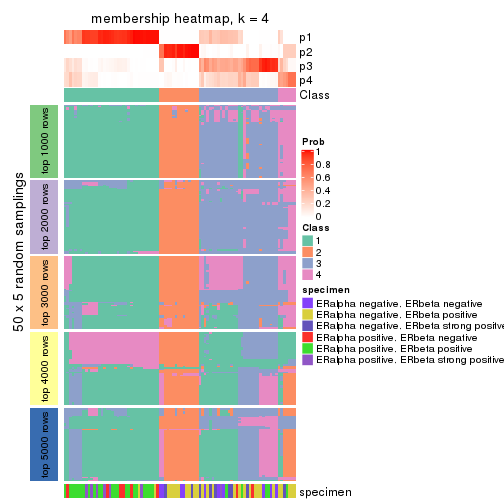 membership heatmap, k = 4
p1
p2
p3
p4
Class
50 x 5 random samplings
top 1000 rows
top 2000 rows
top 3000 rows
top 4000 rows
top 5000 rows
Prob
1
0.8
0.6
0.4
0.2
0
Class
1
2
3
4
specimen
ERalpha negative. ERbeta negative
ERalpha negative. ERbeta positive
ERalpha negative. ERbeta strong positive
ERalpha positive. ERbeta negative
ERalpha positive. ERbeta positive
ERalpha positive. ERbeta strong positive
specimen